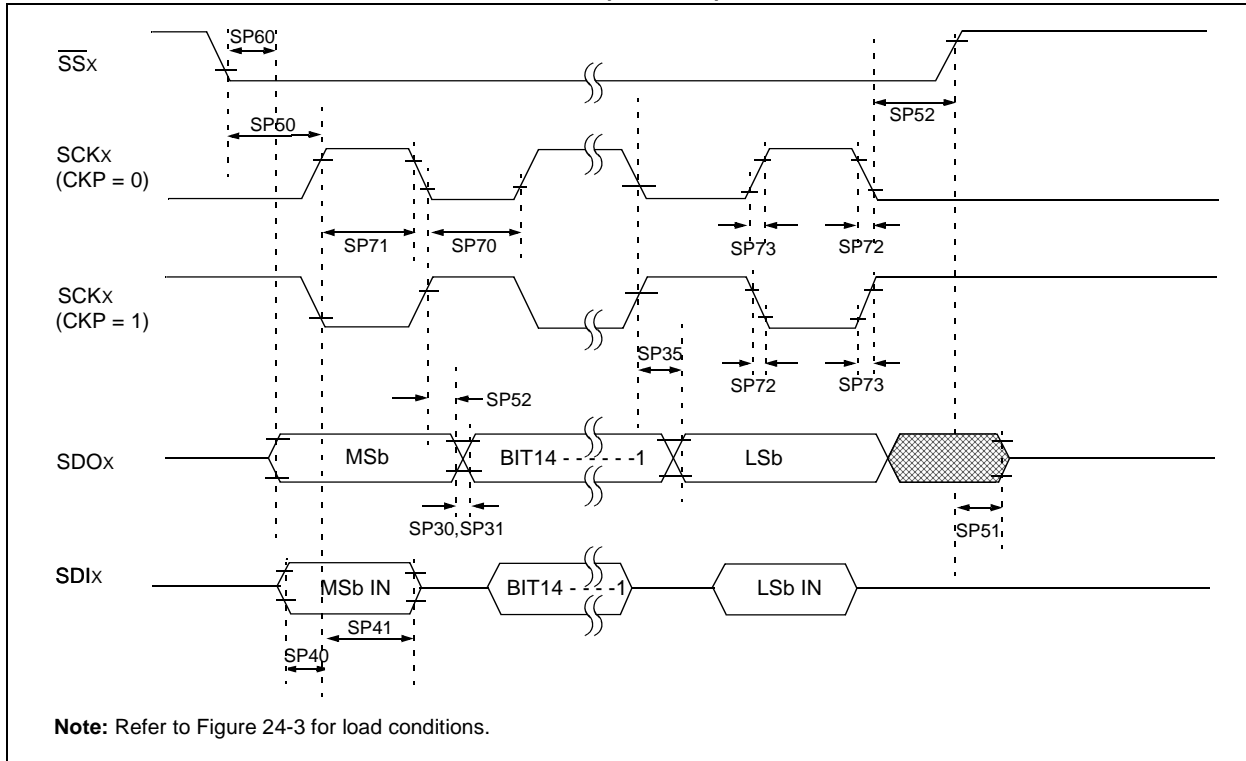 SP60
SSX
SP52
SP50
SCKX
(CKP = 0)
SP71
SP70
SP73
SP72
SCKX
(CKP = 1)
SP35
SP72
SP73
SP52
SDOX
MSb
BIT14 - - - - - -1
LSb
SP30,SP31
SP51
SDIX
MSb IN
BIT14 - - - -1
LSb IN
SP41
SP40
Note: Refer to Figure 24-3 for load conditions.